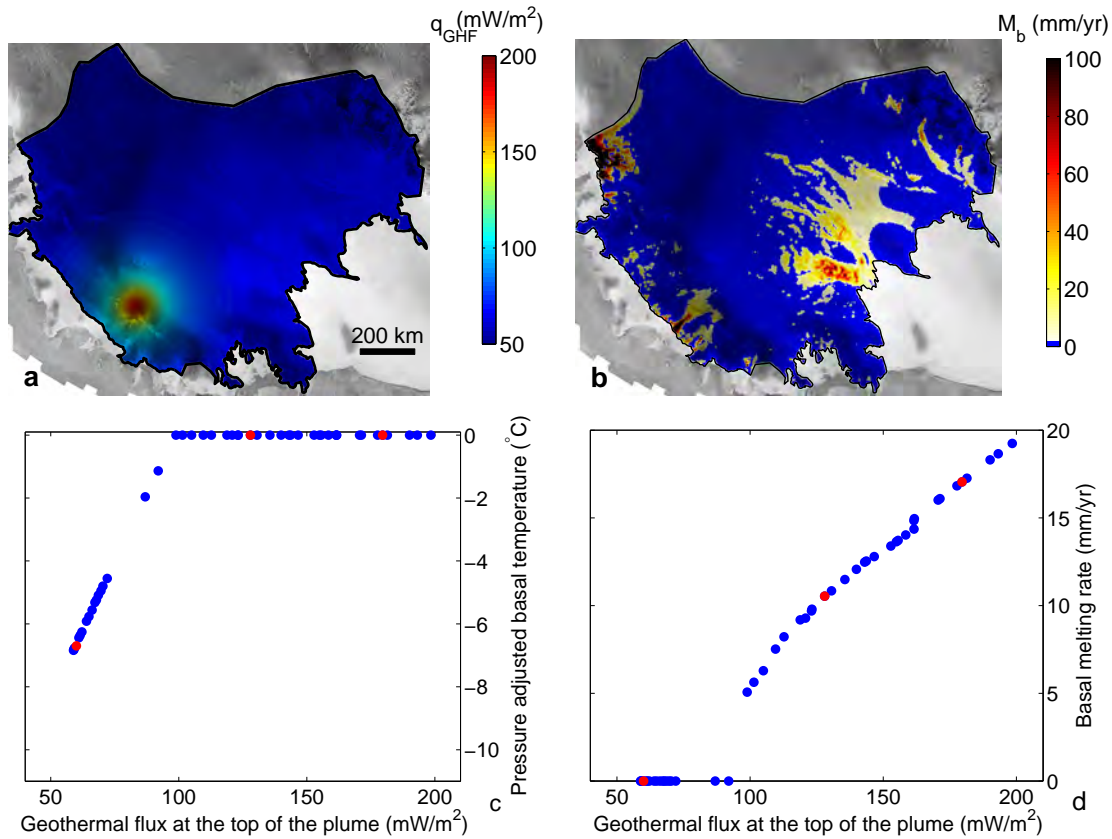 q_GHF (mW/m²)
200
150
100
50
200 km
a
M_b (mm/yr)
100
80
60
40
20
0
b
0
−2
−4
−6
−8
−10
Pressure adjusted basal temperature (°C)
50 100 150 200
c
Geothermal flux at the top of the plume (mW/m²)
20
15
10
5
0
Basal melting rate (mm/yr)
50 100 150 200
d
Geothermal flux at the top of the plume (mW/m²)